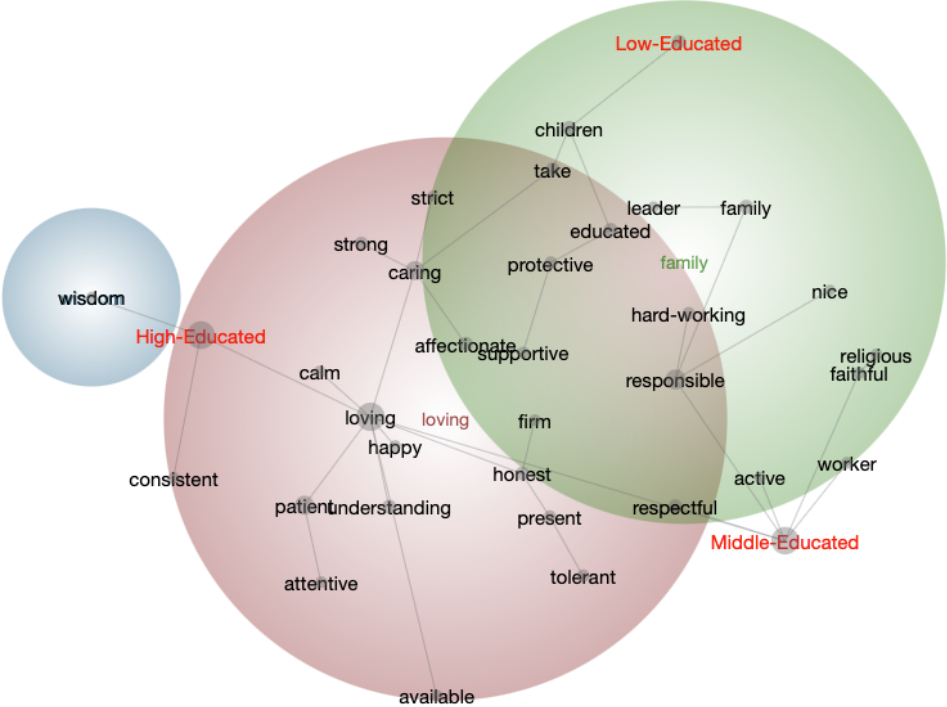 Low-Educated
children
take
strict
leader
family
educated
strong
protective
family
caring
nice
wisdom
hard-working
High-Educated
affectionate
supportive
religious
faithful
calm
responsible
loving
loving
firm
happy
worker
honest
active
consistent
patient
understanding
respectful
present
Middle-Educated
tolerant
attentive
available